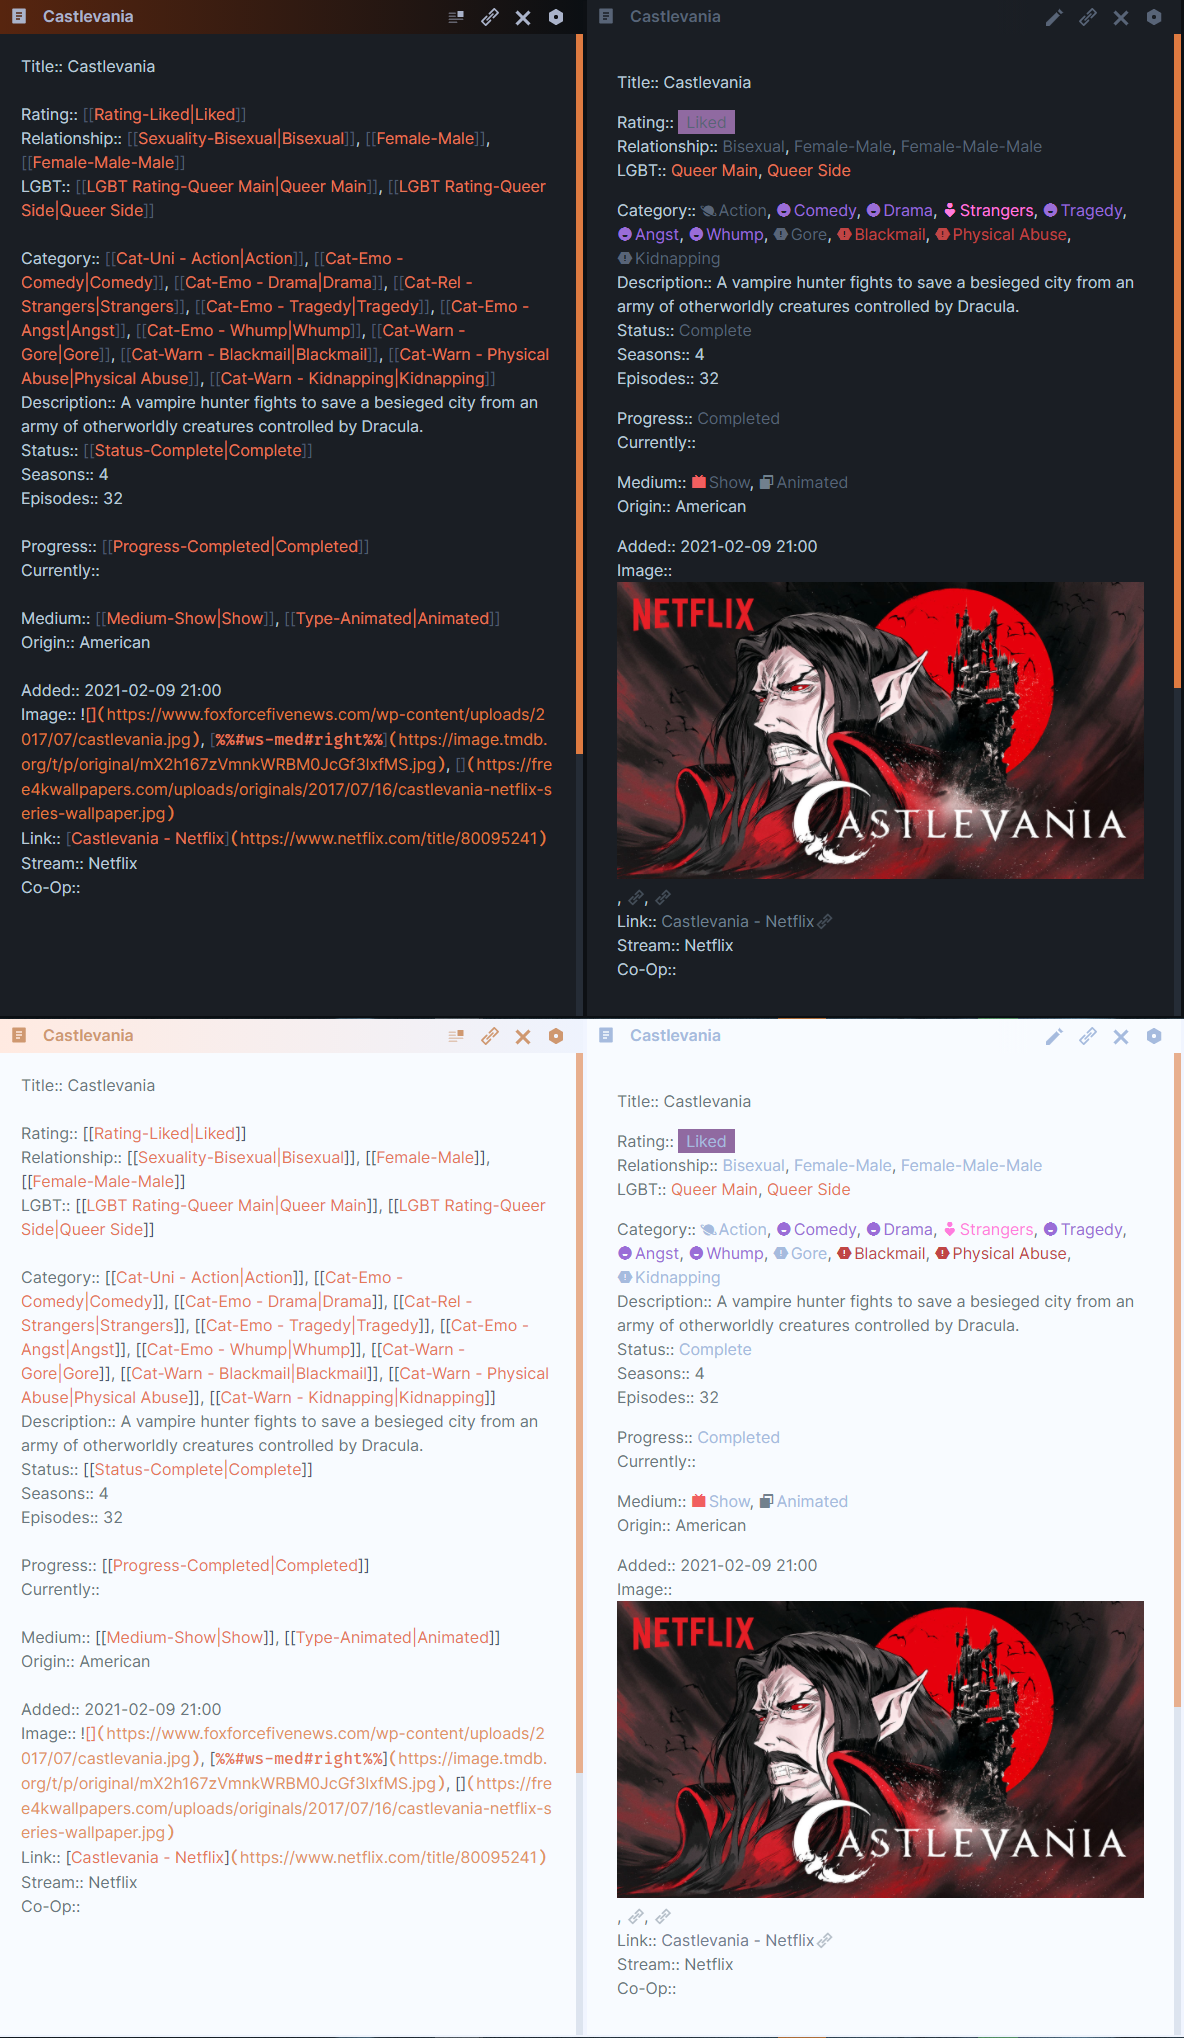 Castlevania
Title:: Castlevania
Rating:: [[Rating-Liked|Liked]]
Relationship:: [[Sexuality-Bisexual|Bisexual]], [[Female-Male]],
[[Female-Male-Male]]
LGBT:: [[LGBT Rating-Queer Main|Queer Main]], [[LGBT Rating-Queer
Side|Queer Side]]
Category:: [[Cat-Uni - Action|Action]], [[Cat-Emo -
Comedy|Comedy]], [[Cat-Emo - Drama|Drama]], [[Cat-Rel -
Strangers|Strangers]], [[Cat-Emo - Tragedy|Tragedy]], [[Cat-Emo -
Angst|Angst]], [[Cat-Emo - Whump|Whump]], [[Cat-Warn -
Gore|Gore]], [[Cat-Warn - Blackmail|Blackmail]], [[Cat-Warn - Physical
Abuse|Physical Abuse]], [[Cat-Warn - Kidnapping|Kidnapping]]
Description:: A vampire hunter fights to save a besieged city from an
army of otherworldly creatures controlled by Dracula.
Status:: [[Status-Complete|Complete]]
Seasons:: 4
Episodes:: 32
Progress:: [[Progress-Completed|Completed]]
Currently::
Medium:: [[Medium-Show|Show]], [[Type-Animated|Animated]]
Origin:: American
Added:: 2021-02-09 21:00
Image:: ![](https://www.foxforcefivenews.com/wp-content/uploads/2
017/07/castlevania.jpg), [%%#ws-med#right%%](https://image.tmdb.
org/t/p/original/mX2h167zVmnkWRBM0JcGf3lxfMS.jpg), [](https://fre
e4kwallpapers.com/uploads/originals/2017/07/16/castlevania-netflix-s
eries-wallpaper.jpg)
Link:: [Castlevania - Netflix](https://www.netflix.com/title/80095241)
Stream:: Netflix
Co-Op::
Castlevania
Title:: Castlevania
Rating:: Liked
Relationship:: Bisexual, Female-Male, Female-Male-Male
LGBT:: Queer Main, Queer Side
Category:: Action, Comedy, Drama, Strangers, Tragedy,
Angst, Whump, Gore, Blackmail, Physical Abuse,
Kidnapping
Description:: A vampire hunter fights to save a besieged city from an
army of otherworldly creatures controlled by Dracula.
Status:: Complete
Seasons:: 4
Episodes:: 32
Progress:: Completed
Currently::
Medium:: Show, Animated
Origin:: American
Added:: 2021-02-09 21:00
Image::
NETFLIX
CASTLEVANIA
, ,
Link:: Castlevania - Netflix
Stream:: Netflix
Co-Op::
Castlevania
Title:: Castlevania
Rating:: [[Rating-Liked|Liked]]
Relationship:: [[Sexuality-Bisexual|Bisexual]], [[Female-Male]],
[[Female-Male-Male]]
LGBT:: [[LGBT Rating-Queer Main|Queer Main]], [[LGBT Rating-Queer
Side|Queer Side]]
Category:: [[Cat-Uni - Action|Action]], [[Cat-Emo -
Comedy|Comedy]], [[Cat-Emo - Drama|Drama]], [[Cat-Rel -
Strangers|Strangers]], [[Cat-Emo - Tragedy|Tragedy]], [[Cat-Emo -
Angst|Angst]], [[Cat-Emo - Whump|Whump]], [[Cat-Warn -
Gore|Gore]], [[Cat-Warn - Blackmail|Blackmail]], [[Cat-Warn - Physical
Abuse|Physical Abuse]], [[Cat-Warn - Kidnapping|Kidnapping]]
Description:: A vampire hunter fights to save a besieged city from an
army of otherworldly creatures controlled by Dracula.
Status:: [[Status-Complete|Complete]]
Seasons:: 4
Episodes:: 32
Progress:: [[Progress-Completed|Completed]]
Currently::
Medium:: [[Medium-Show|Show]], [[Type-Animated|Animated]]
Origin:: American
Added:: 2021-02-09 21:00
Image:: ![](https://www.foxforcefivenews.com/wp-content/uploads/2
017/07/castlevania.jpg), [%%#ws-med#right%%](https://image.tmdb.
org/t/p/original/mX2h167zVmnkWRBM0JcGf3lxfMS.jpg), [](https://fre
e4kwallpapers.com/uploads/originals/2017/07/16/castlevania-netflix-s
eries-wallpaper.jpg)
Link:: [Castlevania - Netflix](https://www.netflix.com/title/80095241)
Stream:: Netflix
Co-Op::
Castlevania
Title:: Castlevania
Rating:: Liked
Relationship:: Bisexual, Female-Male, Female-Male-Male
LGBT:: Queer Main, Queer Side
Category:: Action, Comedy, Drama, Strangers, Tragedy,
Angst, Whump, Gore, Blackmail, Physical Abuse,
Kidnapping
Description:: A vampire hunter fights to save a besieged city from an
army of otherworldly creatures controlled by Dracula.
Status:: Complete
Seasons:: 4
Episodes:: 32
Progress:: Completed
Currently::
Medium:: Show, Animated
Origin:: American
Added:: 2021-02-09 21:00
Image::
NETFLIX
CASTLEVANIA
, ,
Link:: Castlevania - Netflix
Stream:: Netflix
Co-Op::